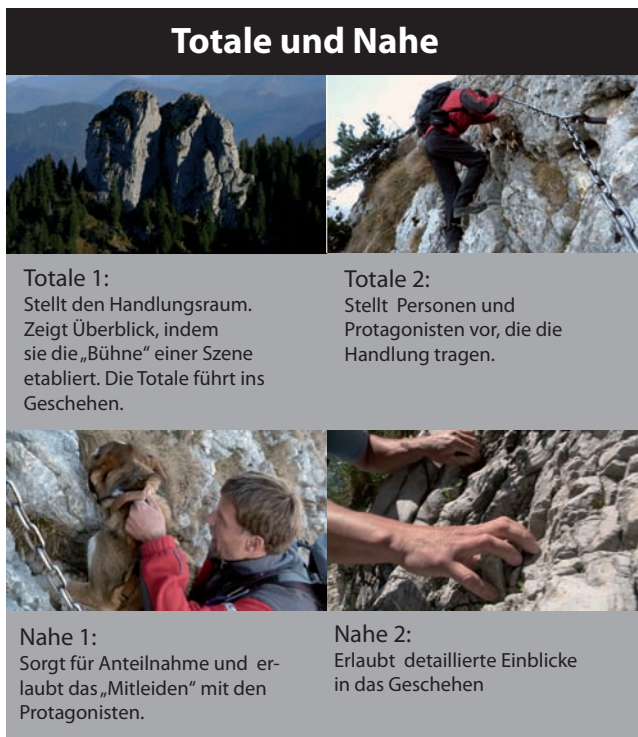 Totale und Nahe
Totale 1:
Stellt den Handlungsraum.
Zeigt Überblick, indem
sie die „Bühne“ einer Szene
etabliert. Die Totale führt ins
Geschehen.
Totale 2:
Stellt Personen und
Protagonisten vor, die die
Handlung tragen.
Nahe 1:
Sorgt für Anteilnahme und er-
laubt das „Mitleiden“ mit den
Protagonisten.
Nahe 2:
Erlaubt detaillierte Einblicke
in das Geschehen